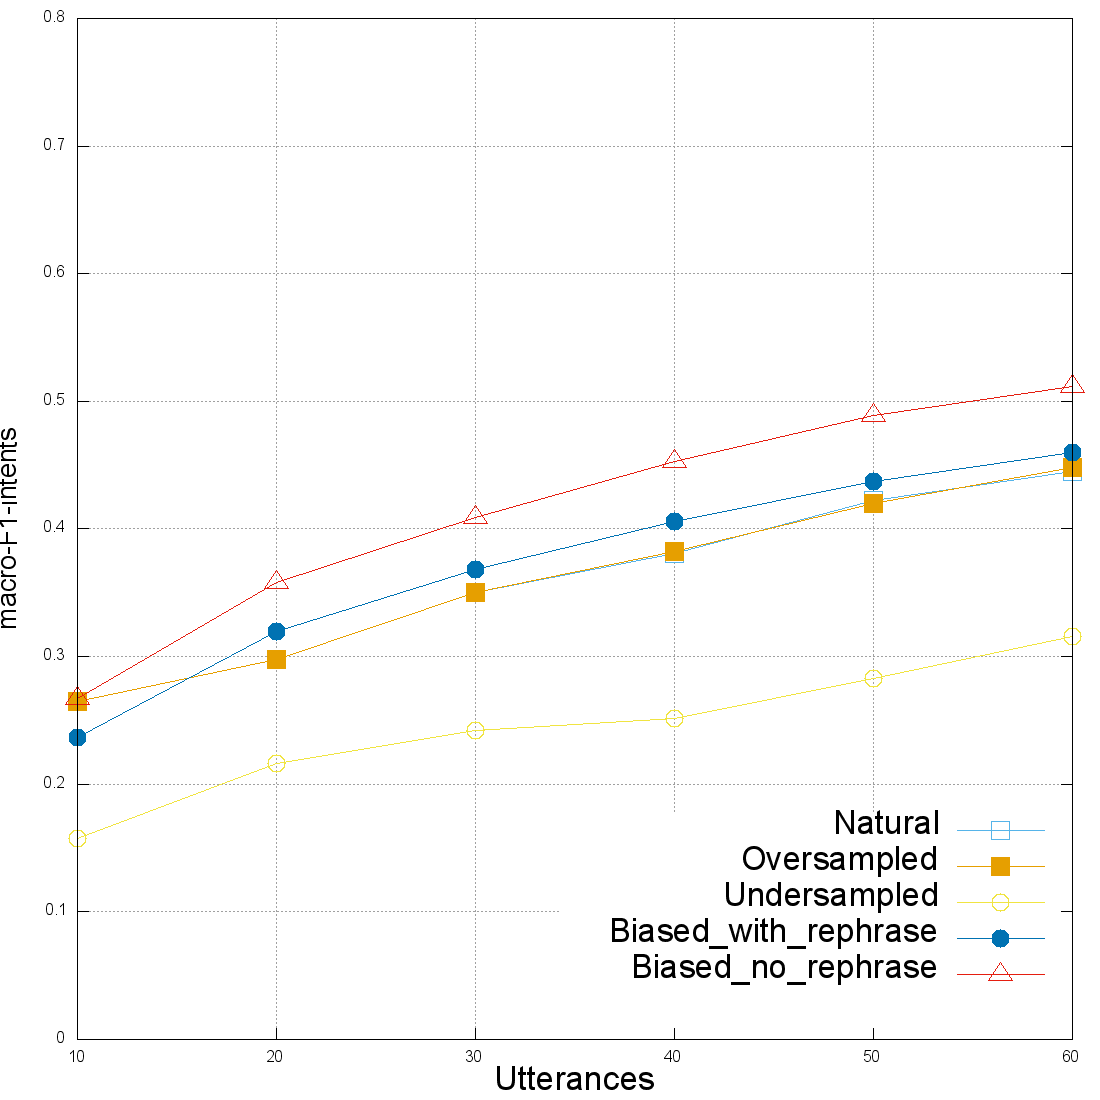 0.8
0.7
0.6
0.5
0.4
0.3
0.2
0.1
0
macro-F1-intents
Natural
Oversampled
Undersampled
Biased_with_rephrase
Biased_no_rephrase
10 20 30 40 50 60
Utterances